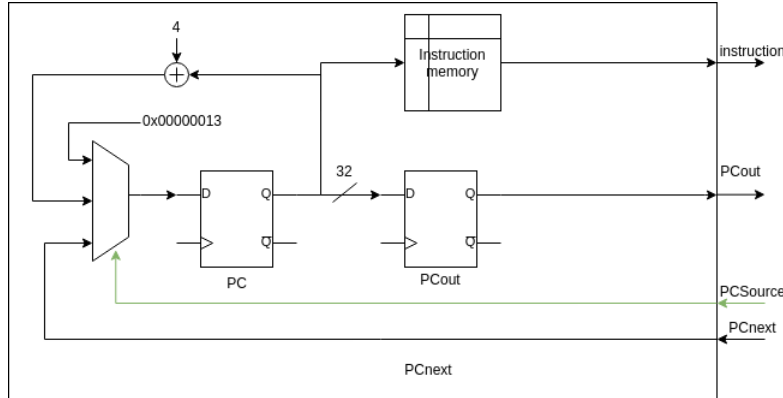 4
Instruction
memory
instruction
0x00000013
32
PCout
D
Q
D
Q
Q
Q
PC
PCout
PCSource
PCnext
PCnext